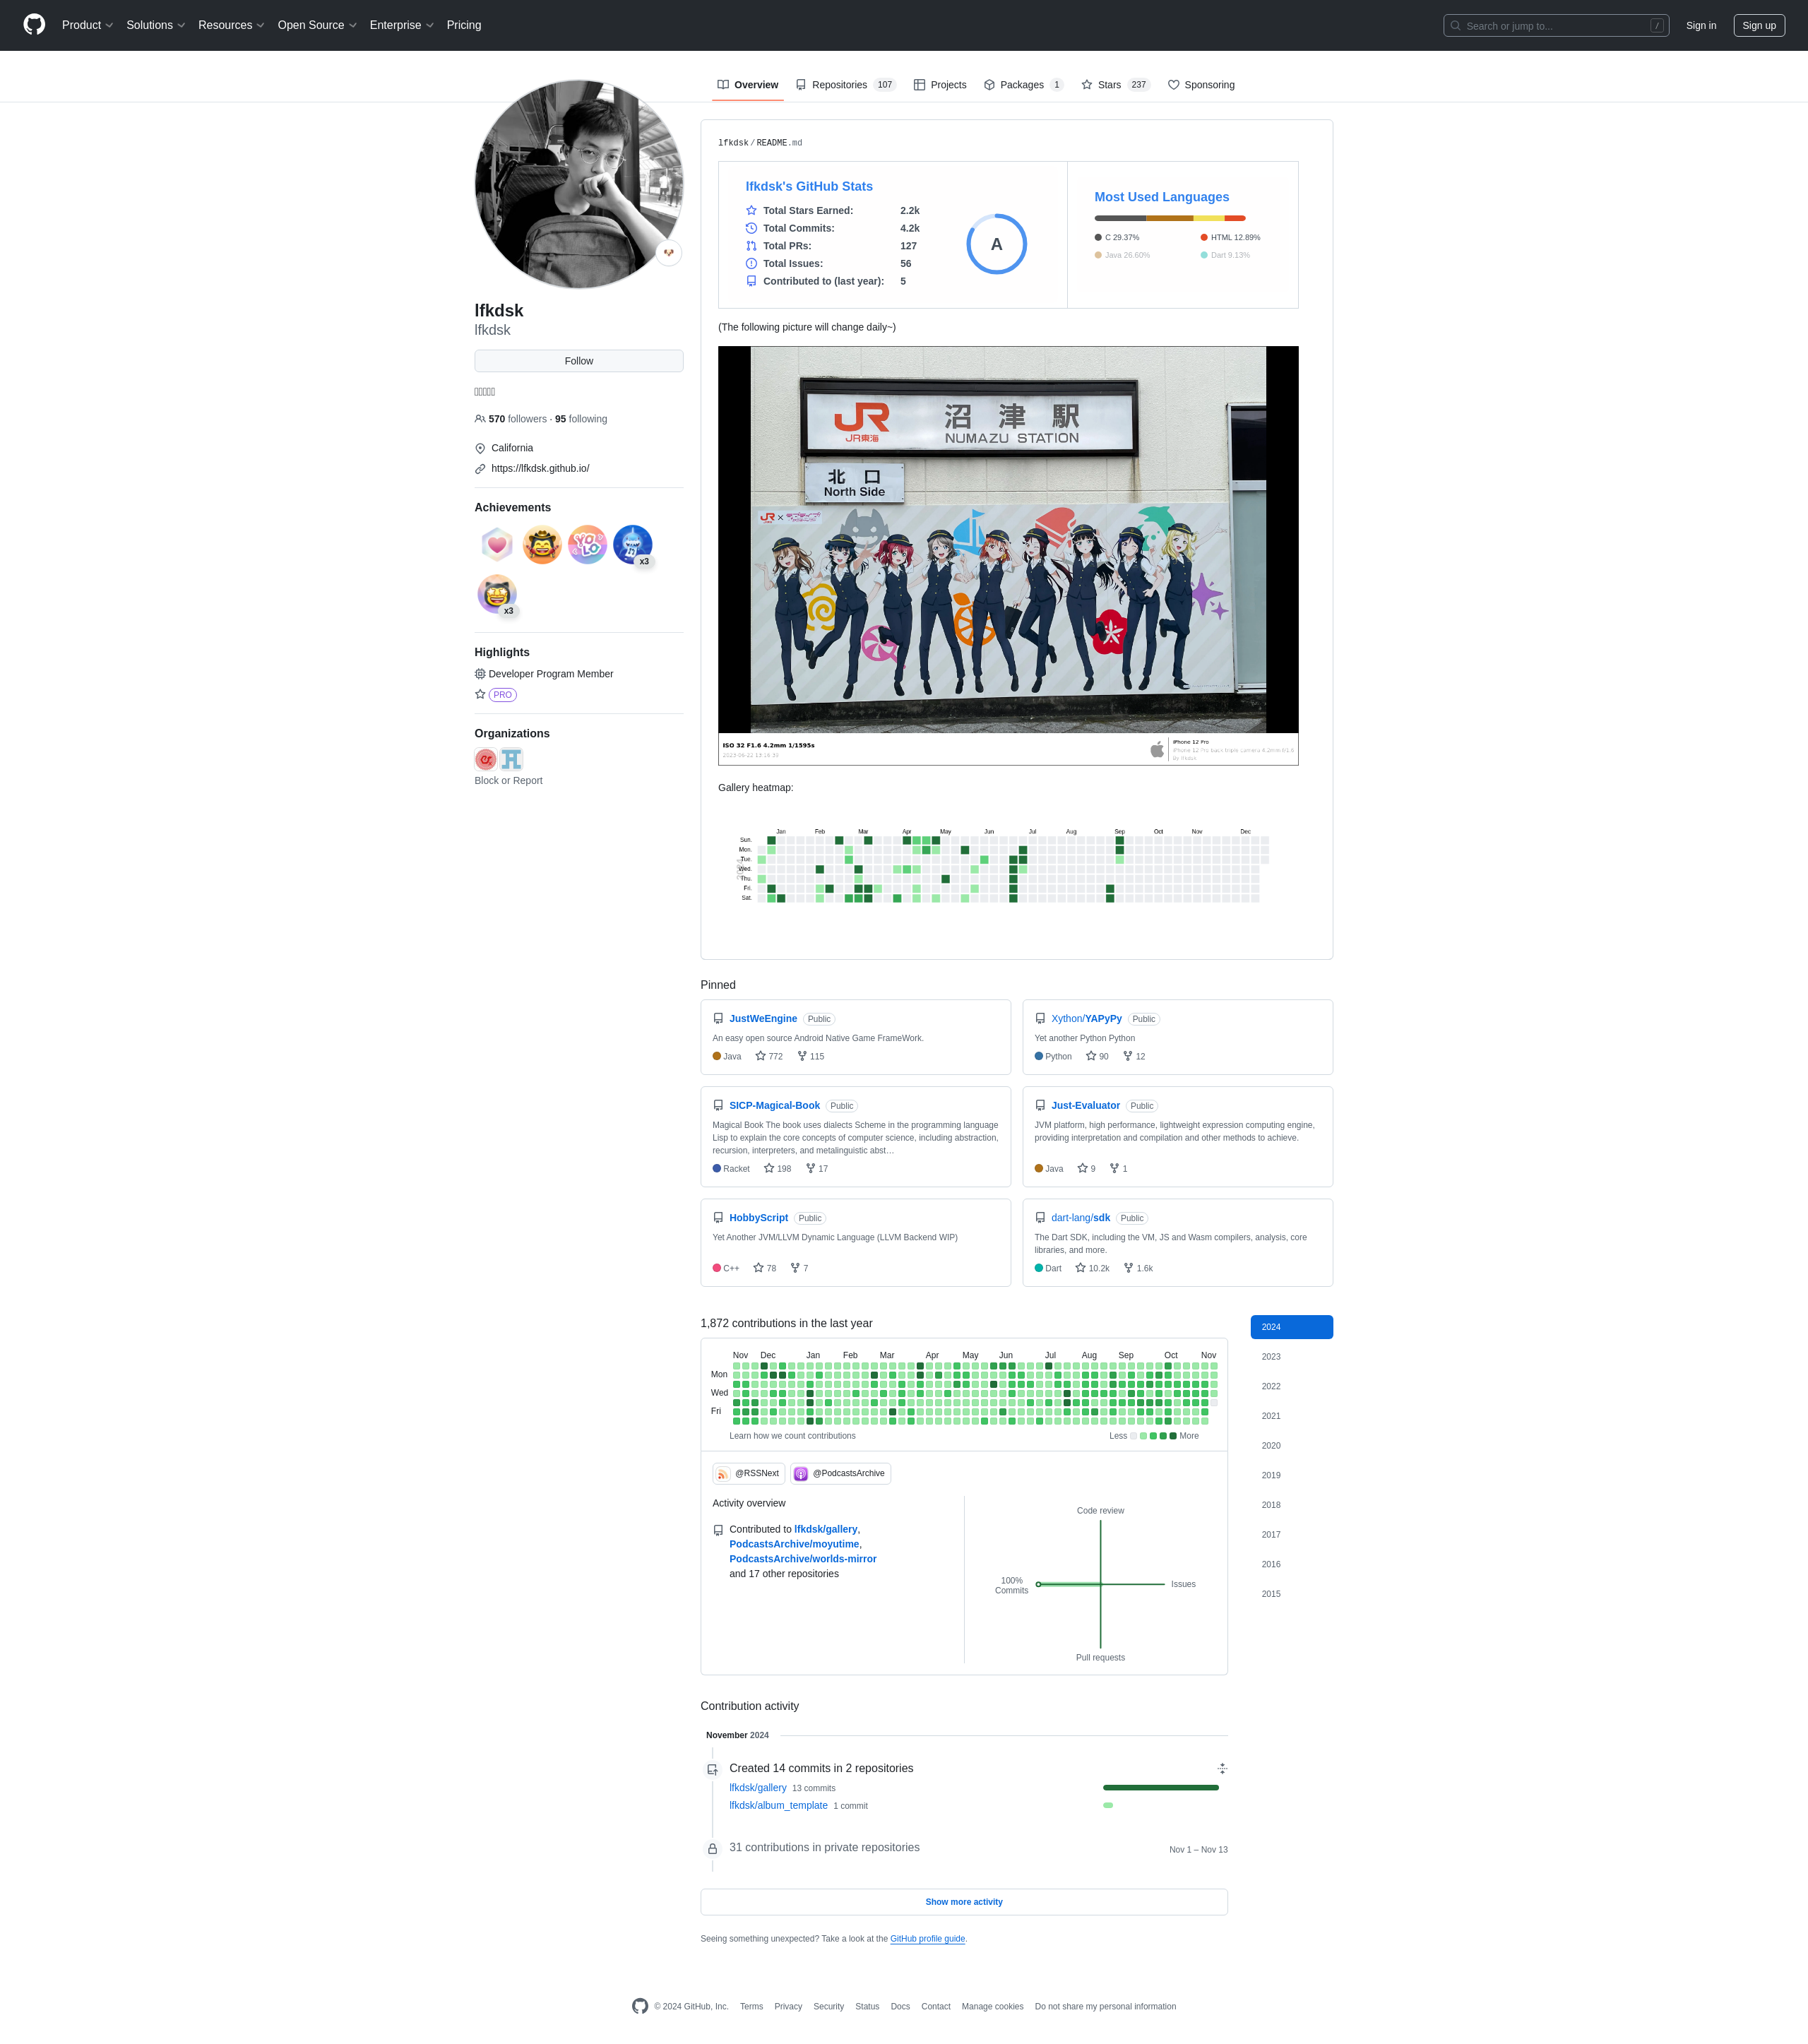 Product
Solutions
Resources
Open Source
Enterprise
Pricing
Search or jump to...
/
Sign in
Sign up
Overview
Repositories 107
Projects
Packages 1
Stars 237
Sponsoring
lfkdsk
lfkdsk
Follow
570 followers · 95 following
California
https://lfkdsk.github.io/
Achievements
x3
x3
Highlights
Developer Program Member
PRO
Organizations
Block or Report
lfkdsk / README.md
lfkdsk's GitHub Stats
Total Stars Earned: 2.2k
Total Commits: 4.2k
Total PRs: 127
Total Issues: 56
Contributed to (last year): 5
A
Most Used Languages
C 29.37%
HTML 12.89%
Java 26.60%
Dart 9.13%
(The following picture will change daily~)
JR
JR東海
沼津駅
NUMAZU STATION
北口
North Side
JR ×
YOLO
ISO 32 F1.6 4.2mm 1/1595s
iPhone 12 Pro
Gallery heatmap:
Jan Feb Mar Apr May Jun Jul Aug Sep Oct Nov Dec
Sun.
Mon.
Tue.
Wed.
Thu.
Fri.
Sat.
Pinned
JustWeEngine Public
An easy open source Android Native Game FrameWork.
Java 772 115
Xython/YAPyPy Public
Yet another Python Python
Python 90 12
SICP-Magical-Book Public
Magical Book The book uses dialects Scheme in the programming language
Lisp to explain the core concepts of computer science, including abstraction,
recursion, interpreters, and metalinguistic abst…
Racket 198 17
Just-Evaluator Public
JVM platform, high performance, lightweight expression computing engine,
providing interpretation and compilation and other methods to achieve.
Java 9 1
HobbyScript Public
Yet Another JVM/LLVM Dynamic Language (LLVM Backend WIP)
C++ 78 7
dart-lang/sdk Public
The Dart SDK, including the VM, JS and Wasm compilers, analysis, core
libraries, and more.
Dart 10.2k 1.6k
1,872 contributions in the last year
Nov Dec Jan Feb Mar Apr May Jun Jul Aug Sep Oct Nov
Mon
Wed
Fri
Learn how we count contributions
Less More
@RSSNext
@PodcastsArchive
Activity overview
Contributed to lfkdsk/gallery,
PodcastsArchive/moyutime,
PodcastsArchive/worlds-mirror
and 17 other repositories
Code review
100%
Commits
Issues
Pull requests
2024
2023
2022
2021
2020
2019
2018
2017
2016
2015
Contribution activity
November 2024
Created 14 commits in 2 repositories
lfkdsk/gallery 13 commits
lfkdsk/album_template 1 commit
31 contributions in private repositories
Nov 1 – Nov 13
Show more activity
Seeing something unexpected? Take a look at the GitHub profile guide.
© 2024 GitHub, Inc.
Terms
Privacy
Security
Status
Docs
Contact
Manage cookies
Do not share my personal information